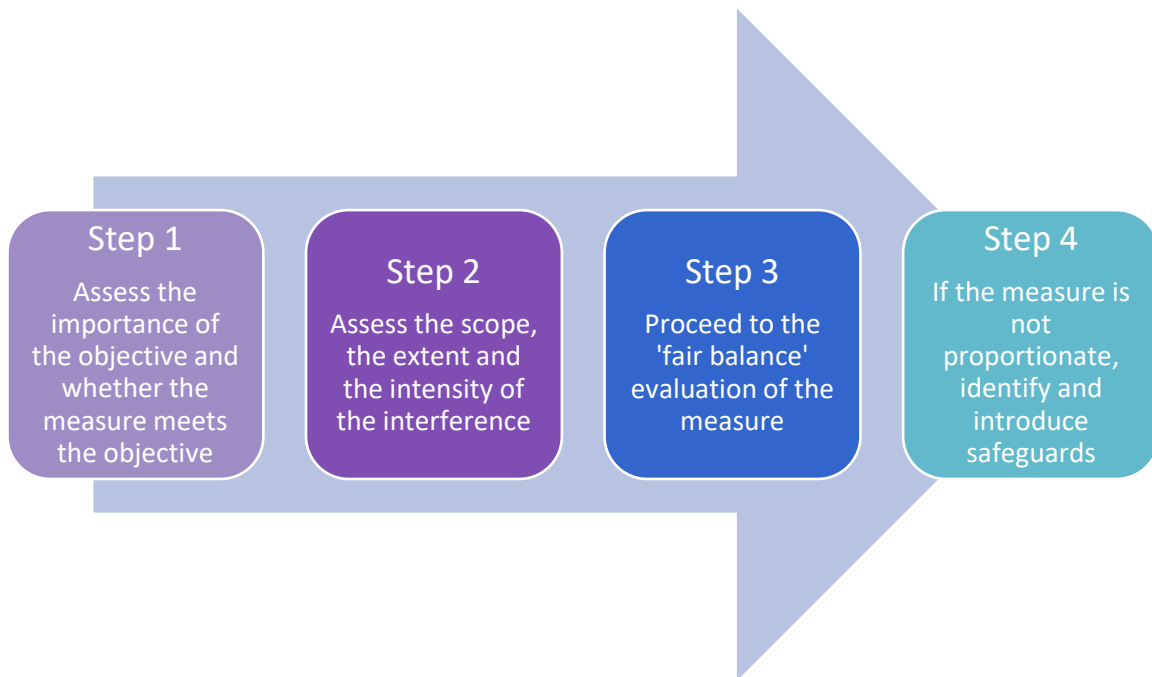 Step 1
Assess the
importance of
the objective and
whether the
measure meets
the objective
Step 2
Assess the scope,
the extent and
the intensity of
the interference
Step 3
Proceed to the
'fair balance'
evaluation of the
measure
Step 4
If the measure is
not
proportionate,
identify and
introduce
safeguards